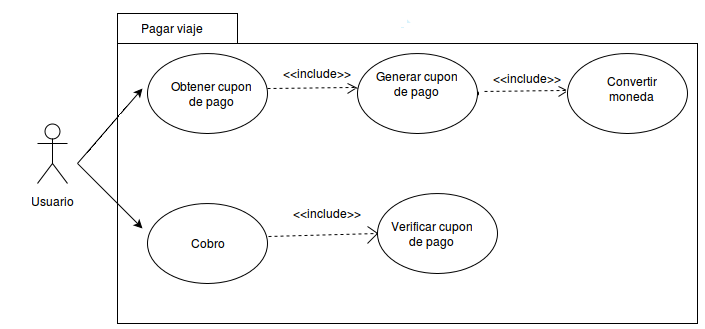 Pagar viaje
Obtener cupon
de pago
<<include>>
Generar cupon
de pago
<<include>>
Convertir
moneda
Usuario
Cobro
<<include>>
Verificar cupon
de pago